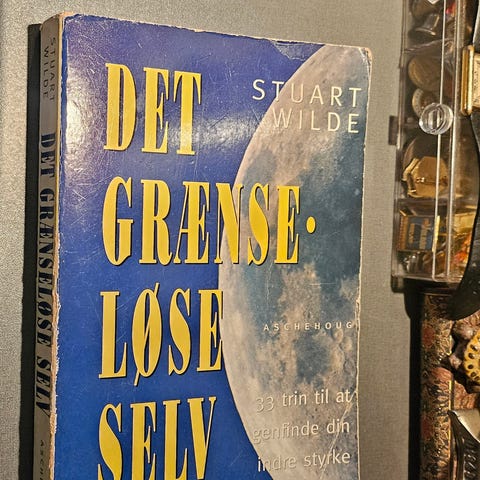 STUART
WILDE
DET GRÆNSELØSE SELV
ASCHE
DET
GRÆNSE·
LØSE
SELV
STUART
WILDE
ASCHEHOUG
33 trin til at
genfinde din
indre styrke